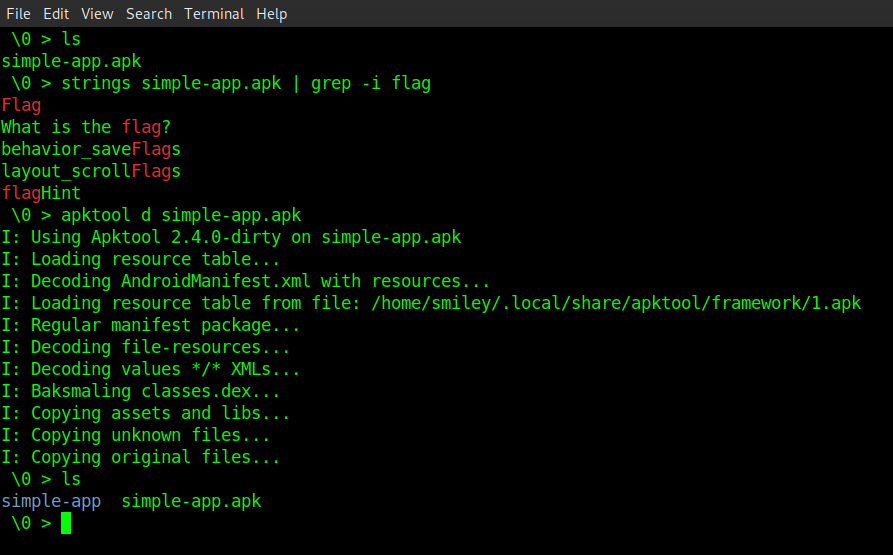 File Edit View Search Terminal Help
\0 > ls
simple-app.apk
\0 > strings simple-app.apk | grep -i flag
Flag
What is the flag?
behavior_saveFlags
layout_scrollFlags
flagHint
\0 > apktool d simple-app.apk
I: Using Apktool 2.4.0-dirty on simple-app.apk
I: Loading resource table...
I: Decoding AndroidManifest.xml with resources...
I: Loading resource table from file: /home/smiley/.local/share/apktool/framework/1.apk
I: Regular manifest package...
I: Decoding file-resources...
I: Decoding values */* XMLs...
I: Baksmaling classes.dex...
I: Copying assets and libs...
I: Copying unknown files...
I: Copying original files...
\0 > ls
simple-app simple-app.apk
\0 >